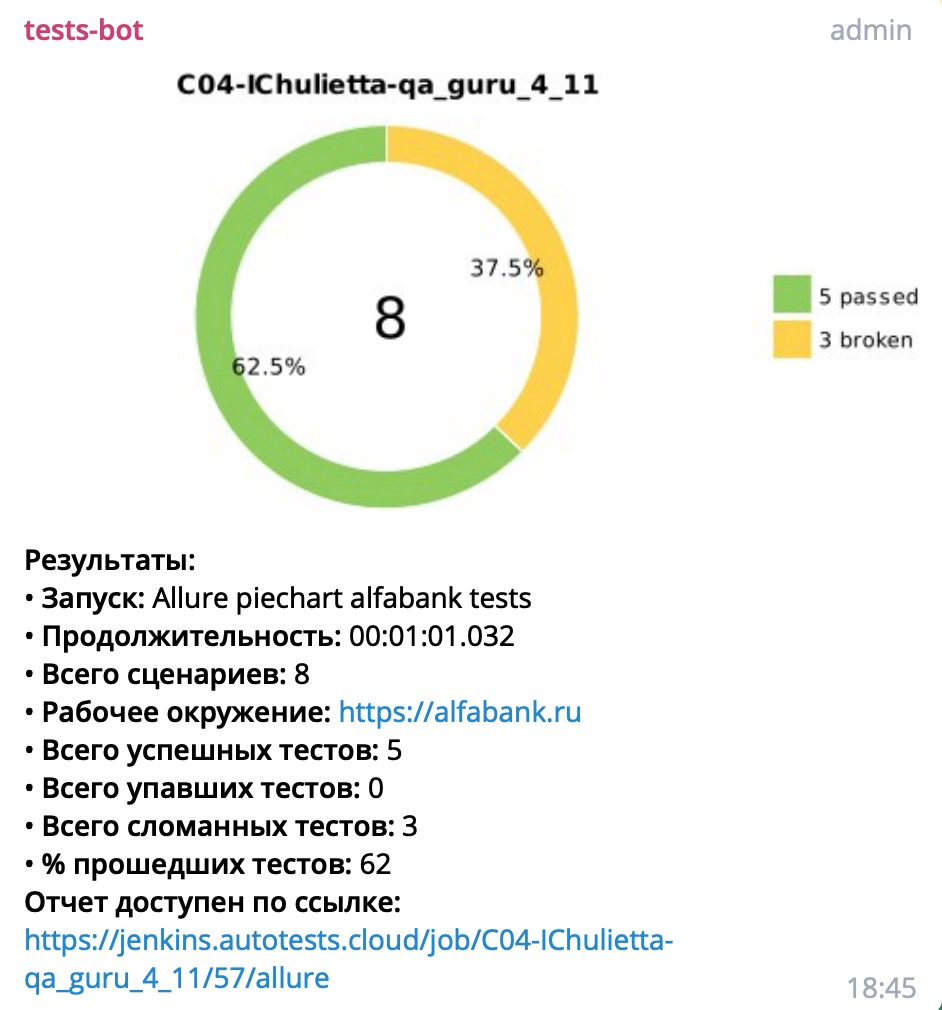 tests-bot admin
C04-IChulietta-qa_guru_4_11
37.5%
8
62.5%
5 passed
3 broken
Результаты:
• Запуск: Allure piechart alfabank tests
• Продолжительность: 00:01:01.032
• Всего сценариев: 8
• Рабочее окружение: https://alfabank.ru
• Всего успешных тестов: 5
• Всего упавших тестов: 0
• Всего сломанных тестов: 3
• % прошедших тестов: 62
Отчет доступен по ссылке:
https://jenkins.autotests.cloud/job/C04-IChulietta-
qa_guru_4_11/57/allure
18:45